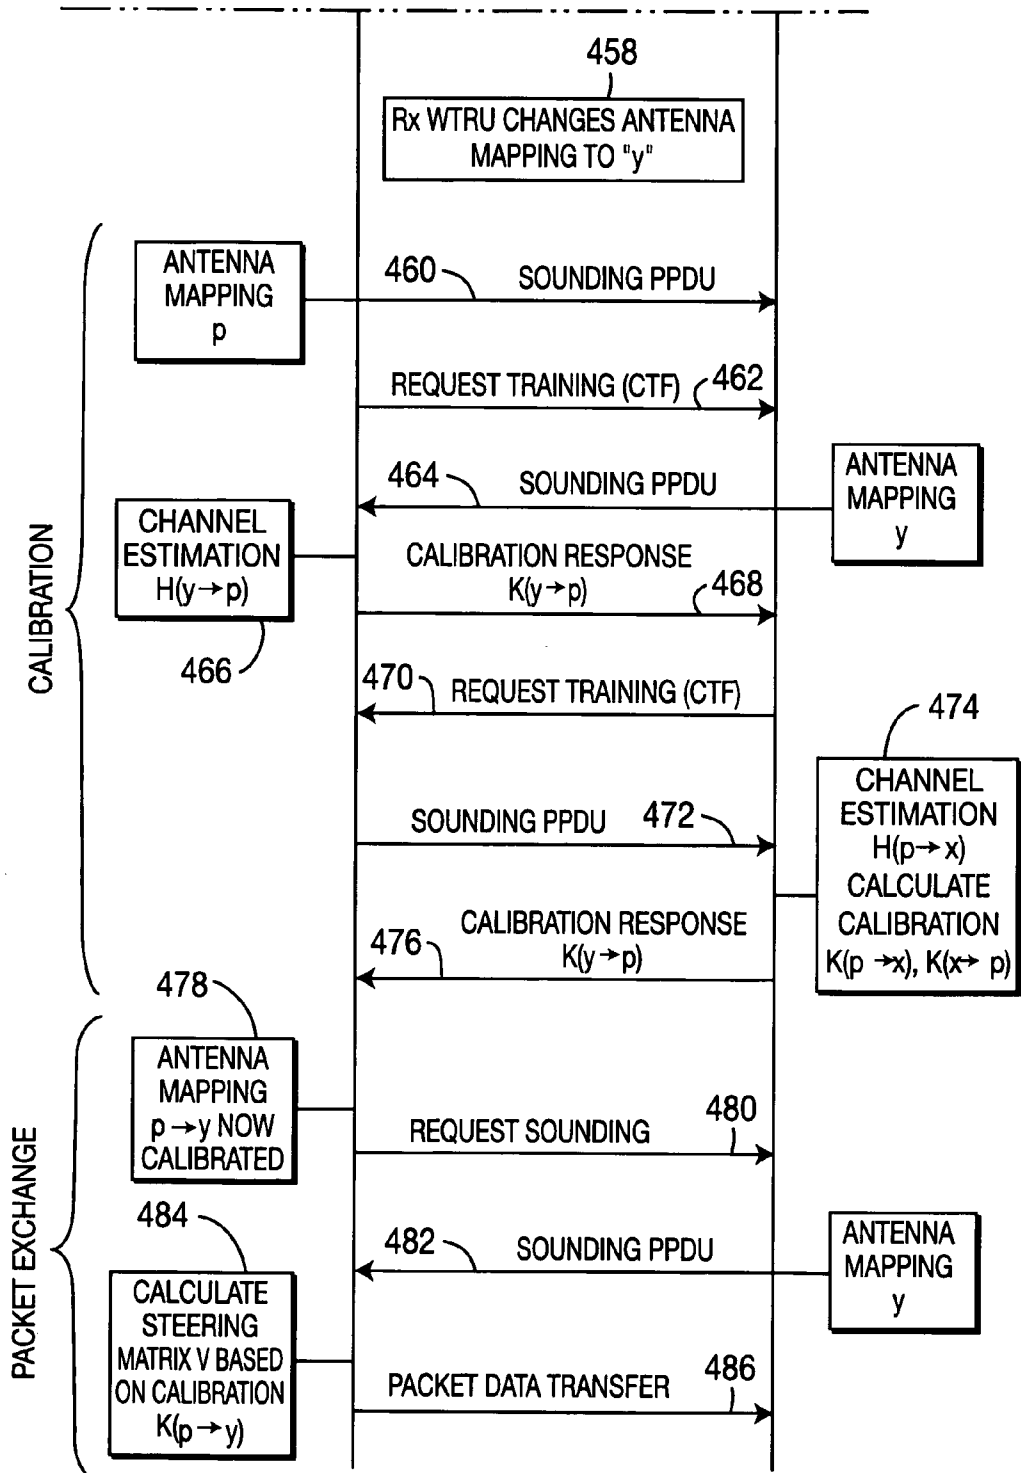 458
Rx WTRU CHANGES ANTENNA
MAPPING TO "y"
CALIBRATION
ANTENNA
MAPPING
p
460
SOUNDING PPDU
REQUEST TRAINING (CTF)
462
464
SOUNDING PPDU
ANTENNA
MAPPING
y
CHANNEL
ESTIMATION
H(y→p)
466
CALIBRATION RESPONSE
K(y→p)
468
470
REQUEST TRAINING (CTF)
474
CHANNEL
ESTIMATION
H(p→x)
CALCULATE
CALIBRATION
K(p→x), K(x→p)
SOUNDING PPDU
472
CALIBRATION RESPONSE
K(y→p)
476
PACKET EXCHANGE
478
ANTENNA
MAPPING
p→y NOW
CALIBRATED
REQUEST SOUNDING
480
482
SOUNDING PPDU
ANTENNA
MAPPING
y
484
CALCULATE
STEERING
MATRIX V BASED
ON CALIBRATION
K(p→y)
PACKET DATA TRANSFER
486